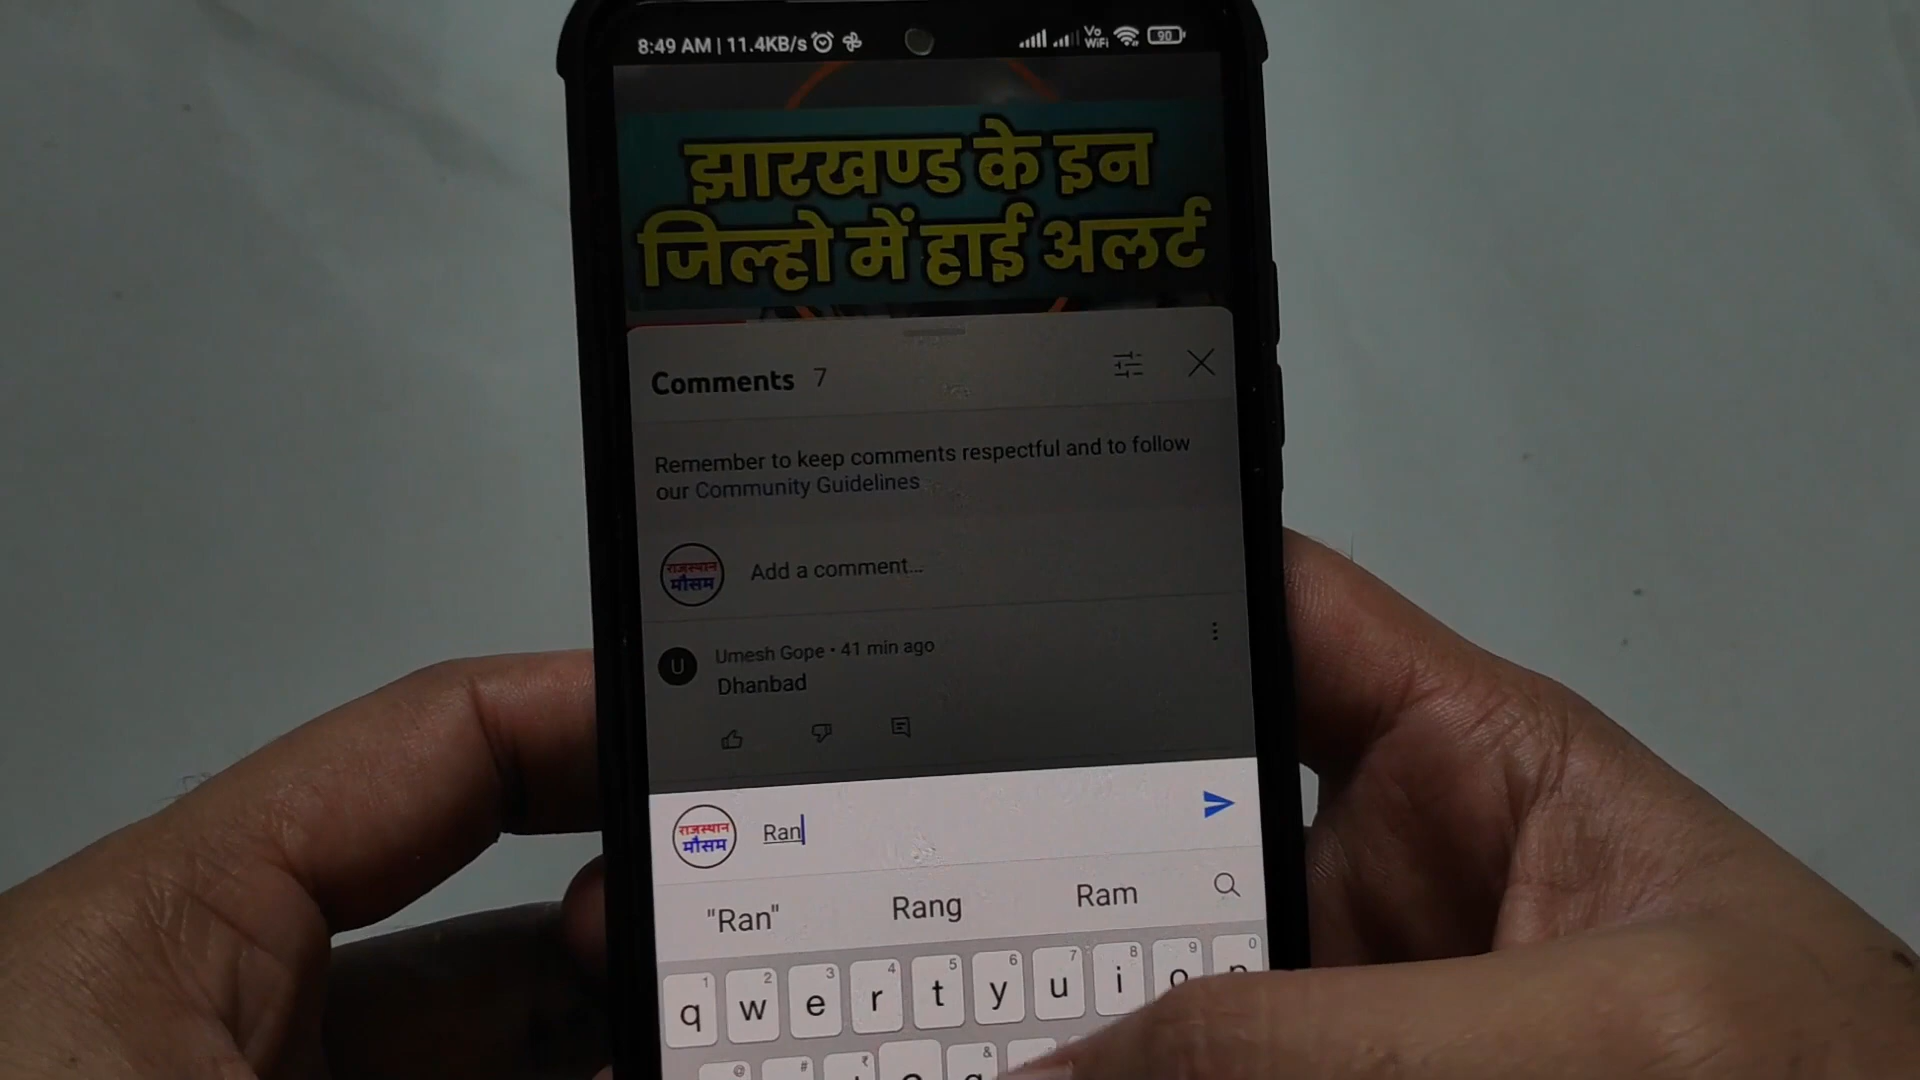 8:49 AM | 11.4KB/s
Vo
WiFi
90
झारखण्ड के इन
जिल्हो में हाई अलर्ट
Comments 7
Remember to keep comments respectful and to follow
our Community Guidelines
राजस्थान
मौसम
Add a comment...
U
Umesh Gope • 41 min ago
Dhanbad
राजस्थान
मौसम
Ran
"Ran" Rang Ram
1 2 3 4 5 6 7 8 9 0
q w e r t y u i o p
@ # ₹ &